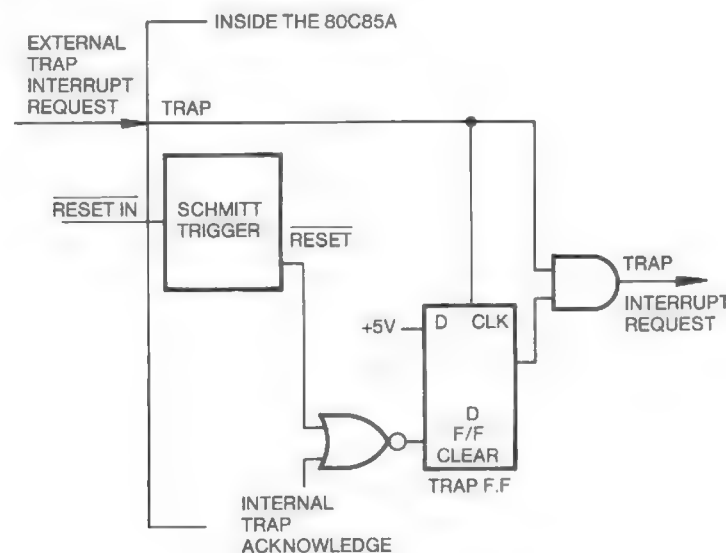 INSIDE THE 80C85A
EXTERNAL
TRAP
INTERRUPT
REQUEST
TRAP
RESET IN
SCHMITT
TRIGGER
RESET
TRAP
INTERRUPT
REQUEST
+5V
D CLK
D
F/F
CLEAR
TRAP F.F
INTERNAL
TRAP
ACKNOWLEDGE